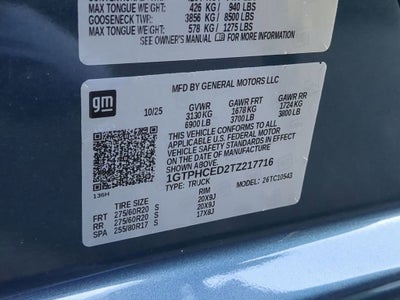 MAX TONGUE WEIGHT: 426 KG / 940 LBS
GOOSENECK TWR: 3856 KG / 8500 LBS
MAX TONGUE WEIGHT: 578 KG / 1275 LBS
SEE OWNER'S MANUAL FOR MORE INFORMATION
MFD BY GENERAL MOTORS LLC
gm
10/25
GVWR GAWR FRT GAWR RR
3130 KG 1678 KG 1724 KG
6900 LB 3700 LB 3800 LB
THIS VEHICLE CONFORMS TO ALL
APPLICABLE U.S. FEDERAL MOTOR
VEHICLE SAFETY
STANDARDS IN EFFECT ON THE DATE OF
MANUFACTURE SHOWN ABOVE.
1GTPHCED2TZ217716
TYPE: TRUCK MODEL: 26TC10543
136H
TIRE SIZE RIM
FRT 275/60R20 S 20X9J
RR 275/60R20 S 20X9J
SPA 255/80R17 S 17X8J